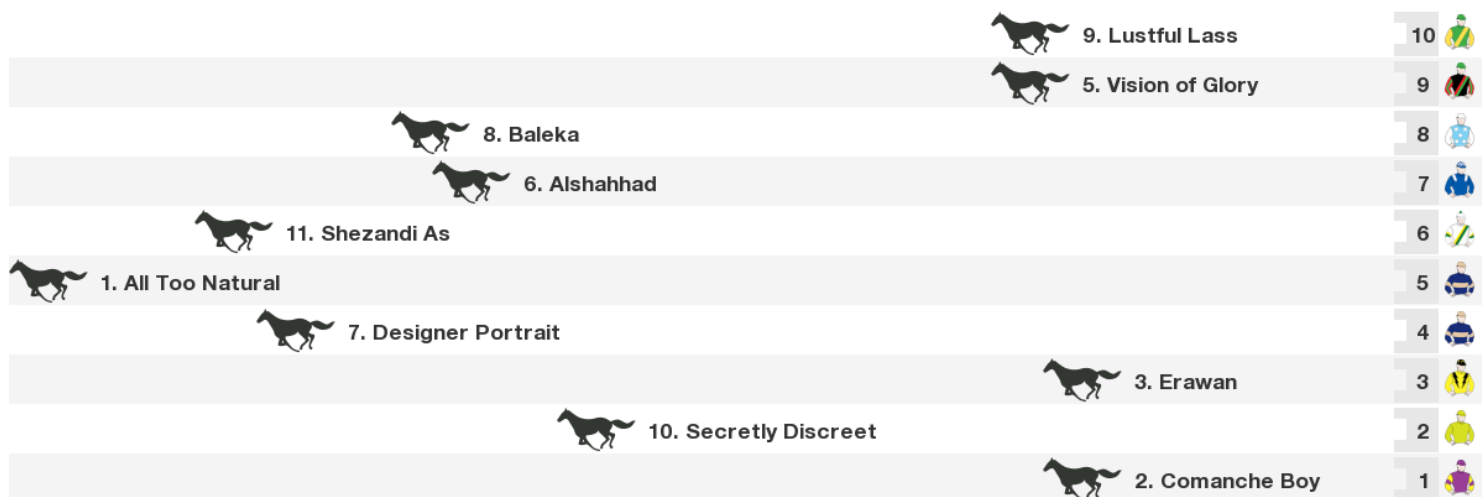 9. Lustful Lass 10
5. Vision of Glory 9
8. Baleka 8
6. Alshahhad 7
11. Shezandi As 6
1. All Too Natural 5
7. Designer Portrait 4
3. Erawan 3
10. Secretly Discreet 2
2. Comanche Boy 1